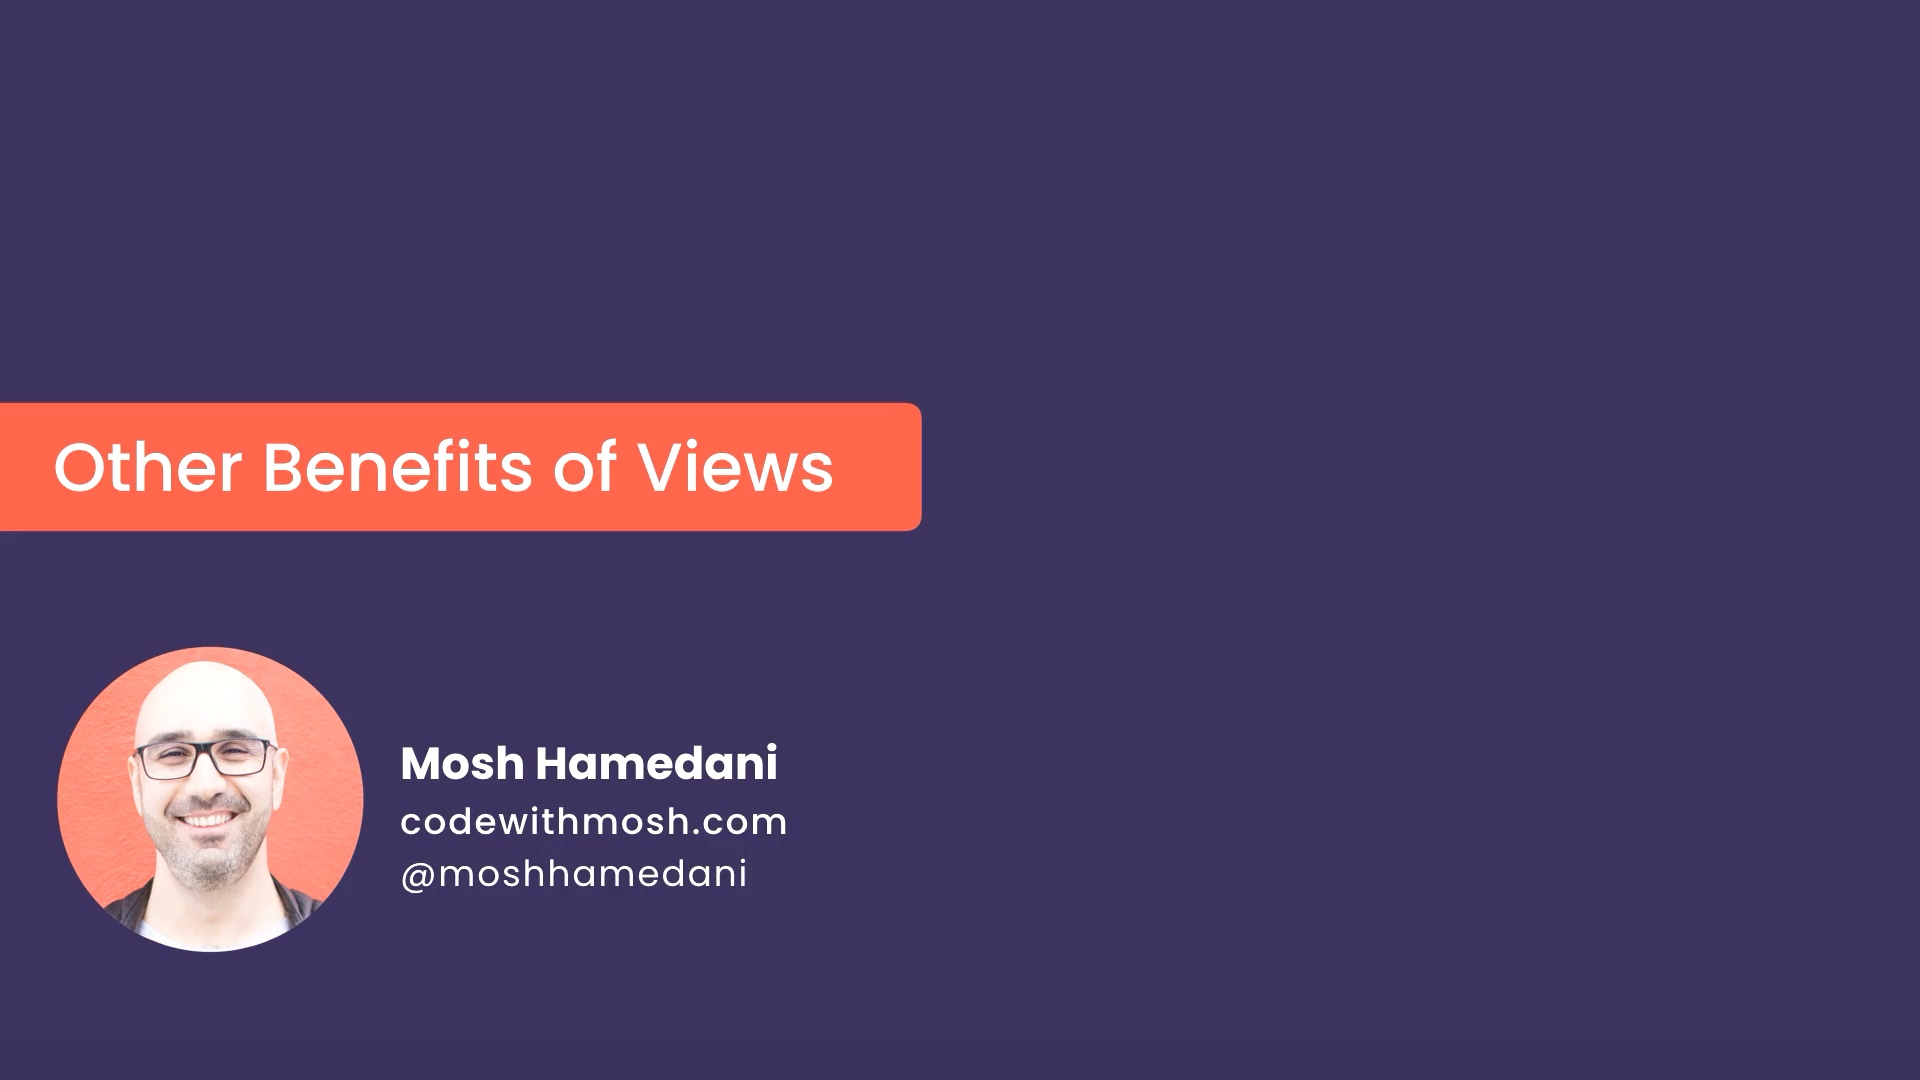 Other Benefits of Views
Mosh Hamedani
codewithmosh.com
@moshhamedani